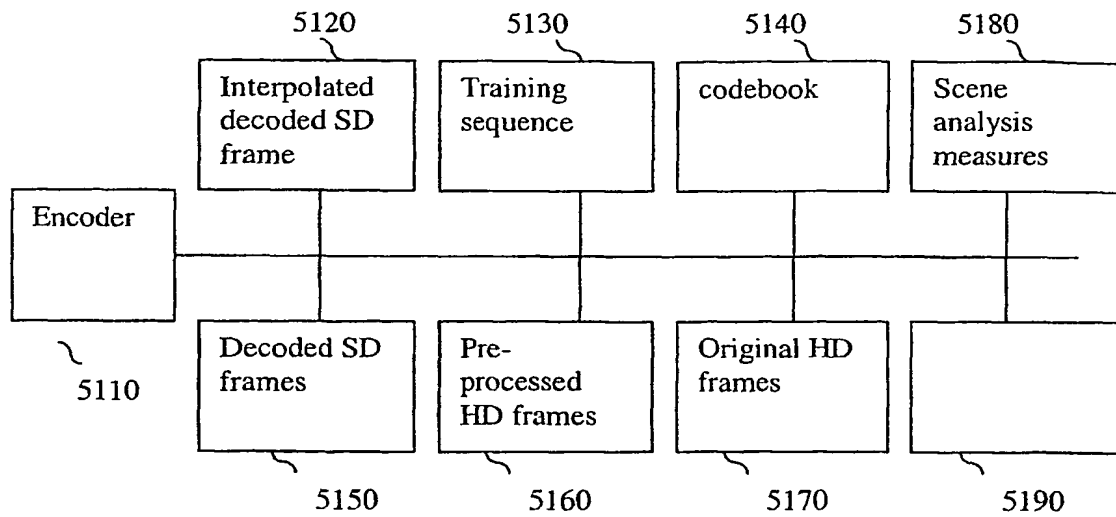 5120 5130 5140 5180
Interpolated
decoded SD
frame
Training
sequence
codebook
Scene
analysis
measures
Encoder
5110
Decoded SD
frames
Pre-
processed
HD frames
Original HD
frames
5150 5160 5170 5190